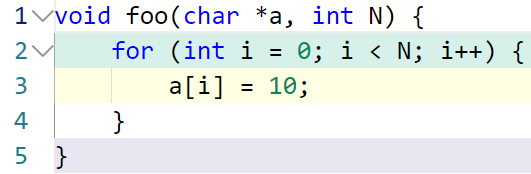 1 void foo(char *a, int N) {
2     for (int i = 0; i < N; i++) {
3         a[i] = 10;
4     }
5 }